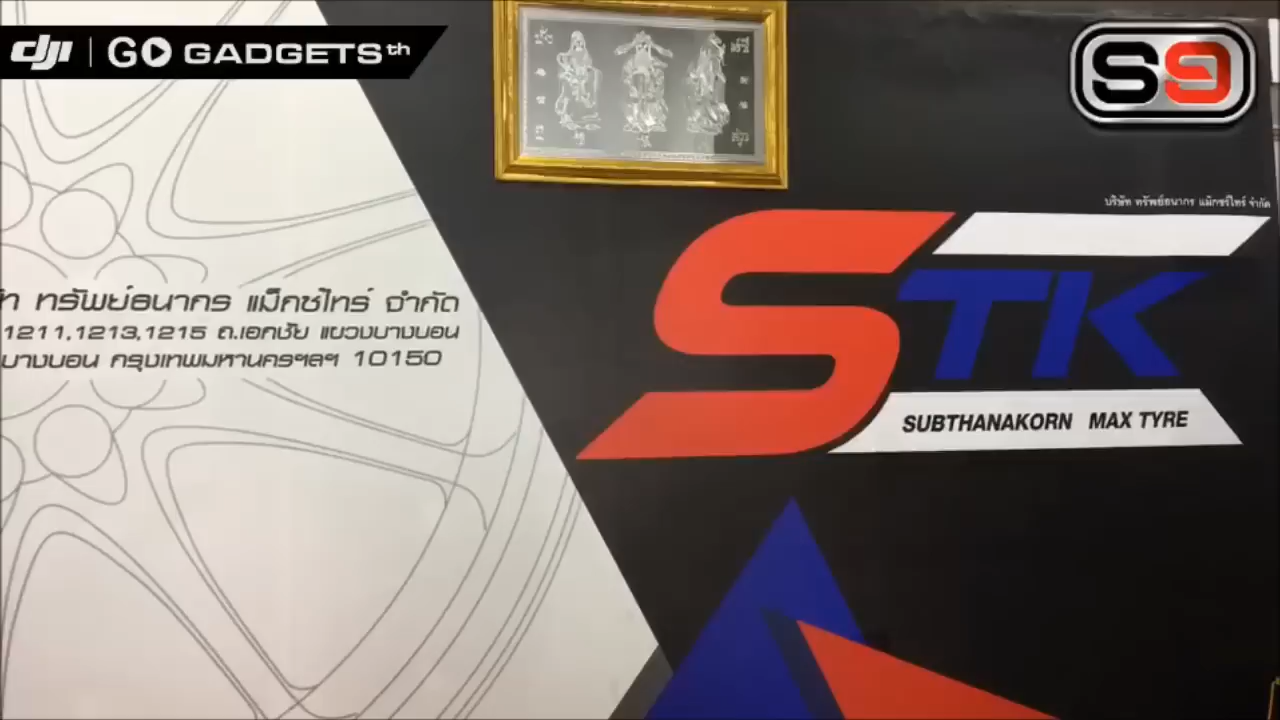 dji GO GADGETS th
S9
บริษัท ทรัพย์ธนากร แม็กซ์ไทร์ จำกัด
STK
SUBTHANAKORN MAX TYRE
ทรัพย์ธนากร แม็กซไทร์ จำกัด
1211,1213,1215 ถ.เอกชัย แขวงบางบอน
บางบอน กรุงเทพมหานครฯลฯ 10150